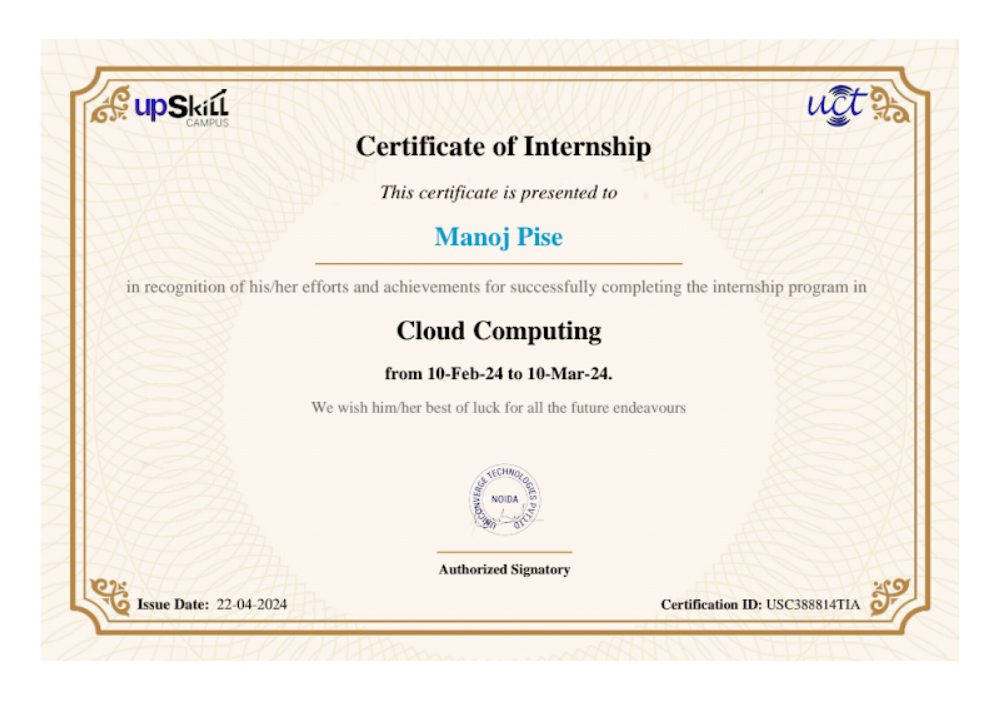 upSkill
CAMPUS
uct
Certificate of Internship
This certificate is presented to
Manoj Pise
in recognition of his/her efforts and achievements for successfully completing the internship program in
Cloud Computing
from 10-Feb-24 to 10-Mar-24.
We wish him/her best of luck for all the future endeavours
UNICONVERGE TECHNOLOGIES PVT LTD
NOIDA
Authorized Signatory
Issue Date: 22-04-2024
Certification ID: USC388814TIA